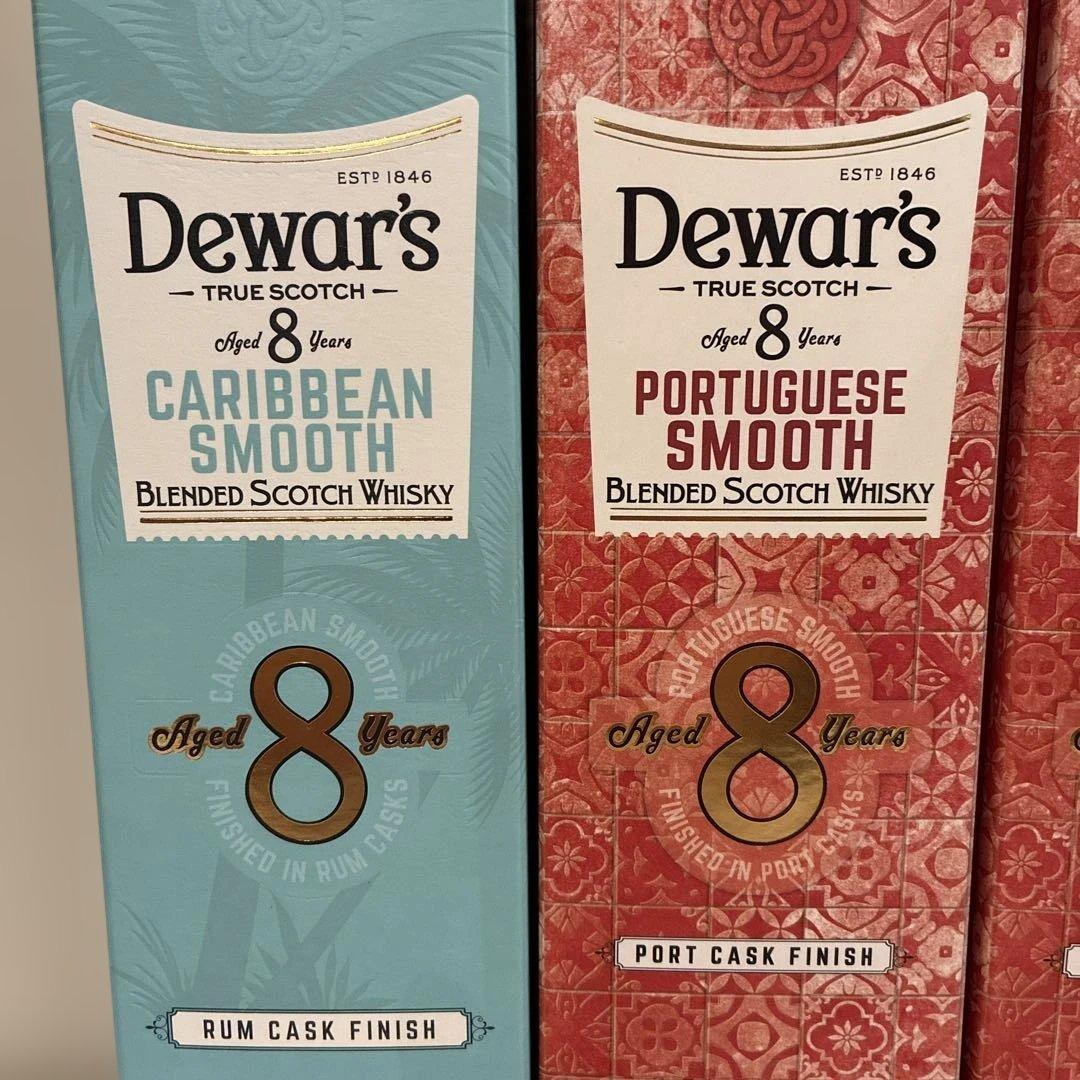 ESTD 1846
Dewar's
TRUE SCOTCH
Aged 8 Years
CARIBBEAN
SMOOTH
BLENDED SCOTCH WHISKY
CARIBBEAN SMOOTH
Aged 8 Years
FINISHED IN RUM CASKS
RUM CASK FINISH
ESTD 1846
Dewar's
TRUE SCOTCH
Aged 8 Years
PORTUGUESE
SMOOTH
BLENDED SCOTCH WHISKY
PORTUGUESE SMOOTH
Aged 8 Years
FINISHED IN PORT CASKS
PORT CASK FINISH